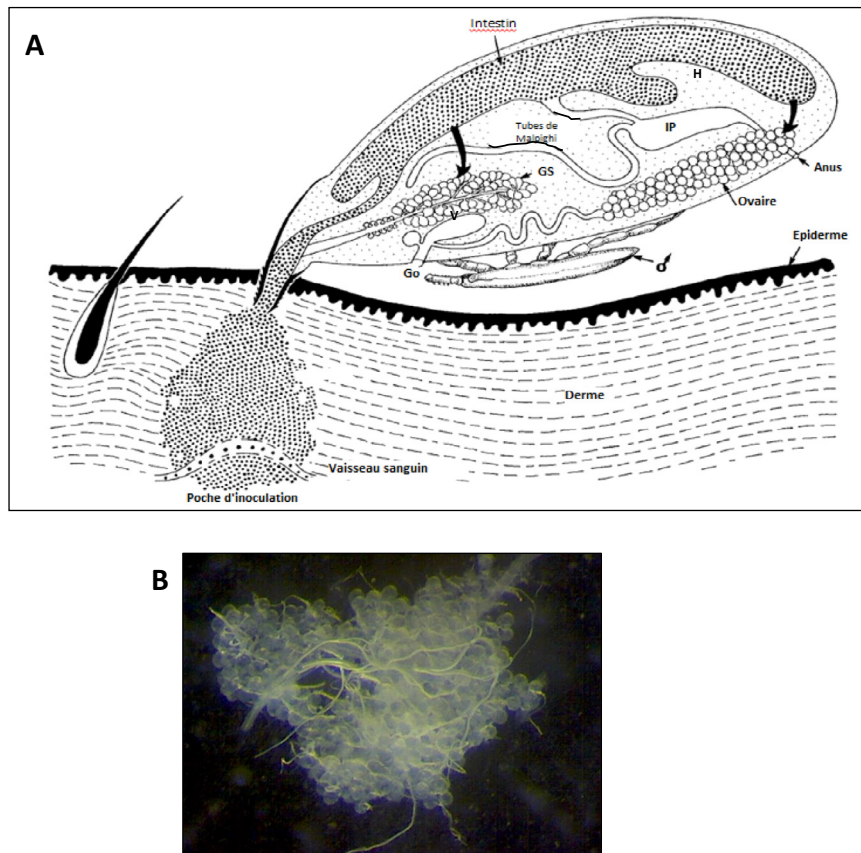 A
Intestin
H
Tubes de
Malpighi
IP
GS
Anus
Ovaire
V
Epiderme
Go
♂
Derme
Vaisseau sanguin
Poche d'inoculation
B